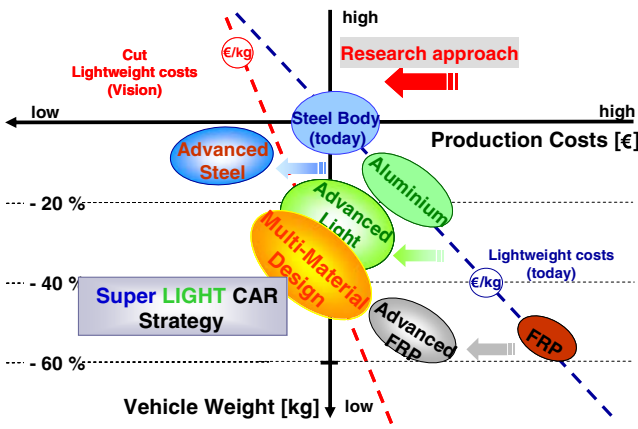 high
Cut
Lightweight costs
(Vision)
€/kg
Research approach
low
high
Steel Body
(today)
Production Costs [€]
Advanced
Steel
Aluminium
- 20 %
Advanced
Light
Multi-Material
Design
Lightweight costs
(today)
- 40 %
€/kg
Super LIGHT CAR
Strategy
Advanced
FRP
FRP
- 60 %
Vehicle Weight [kg]
low